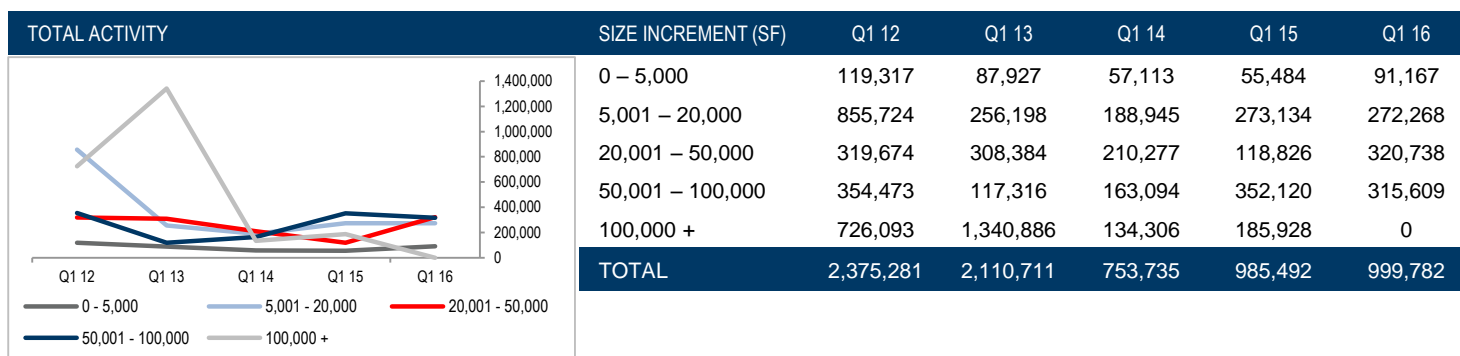 TOTAL ACTIVITY
1,400,000
1,200,000
1,000,000
800,000
600,000
400,000
200,000
0
Q1 12 Q1 13 Q1 14 Q1 15 Q1 16
0 - 5,000 5,001 - 20,000 20,001 - 50,000
50,001 - 100,000 100,000 +
SIZE INCREMENT (SF) Q1 12 Q1 13 Q1 14 Q1 15 Q1 16
0 – 5,000 119,317 87,927 57,113 55,484 91,167
5,001 – 20,000 855,724 256,198 188,945 273,134 272,268
20,001 – 50,000 319,674 308,384 210,277 118,826 320,738
50,001 – 100,000 354,473 117,316 163,094 352,120 315,609
100,000 + 726,093 1,340,886 134,306 185,928 0
TOTAL 2,375,281 2,110,711 753,735 985,492 999,782